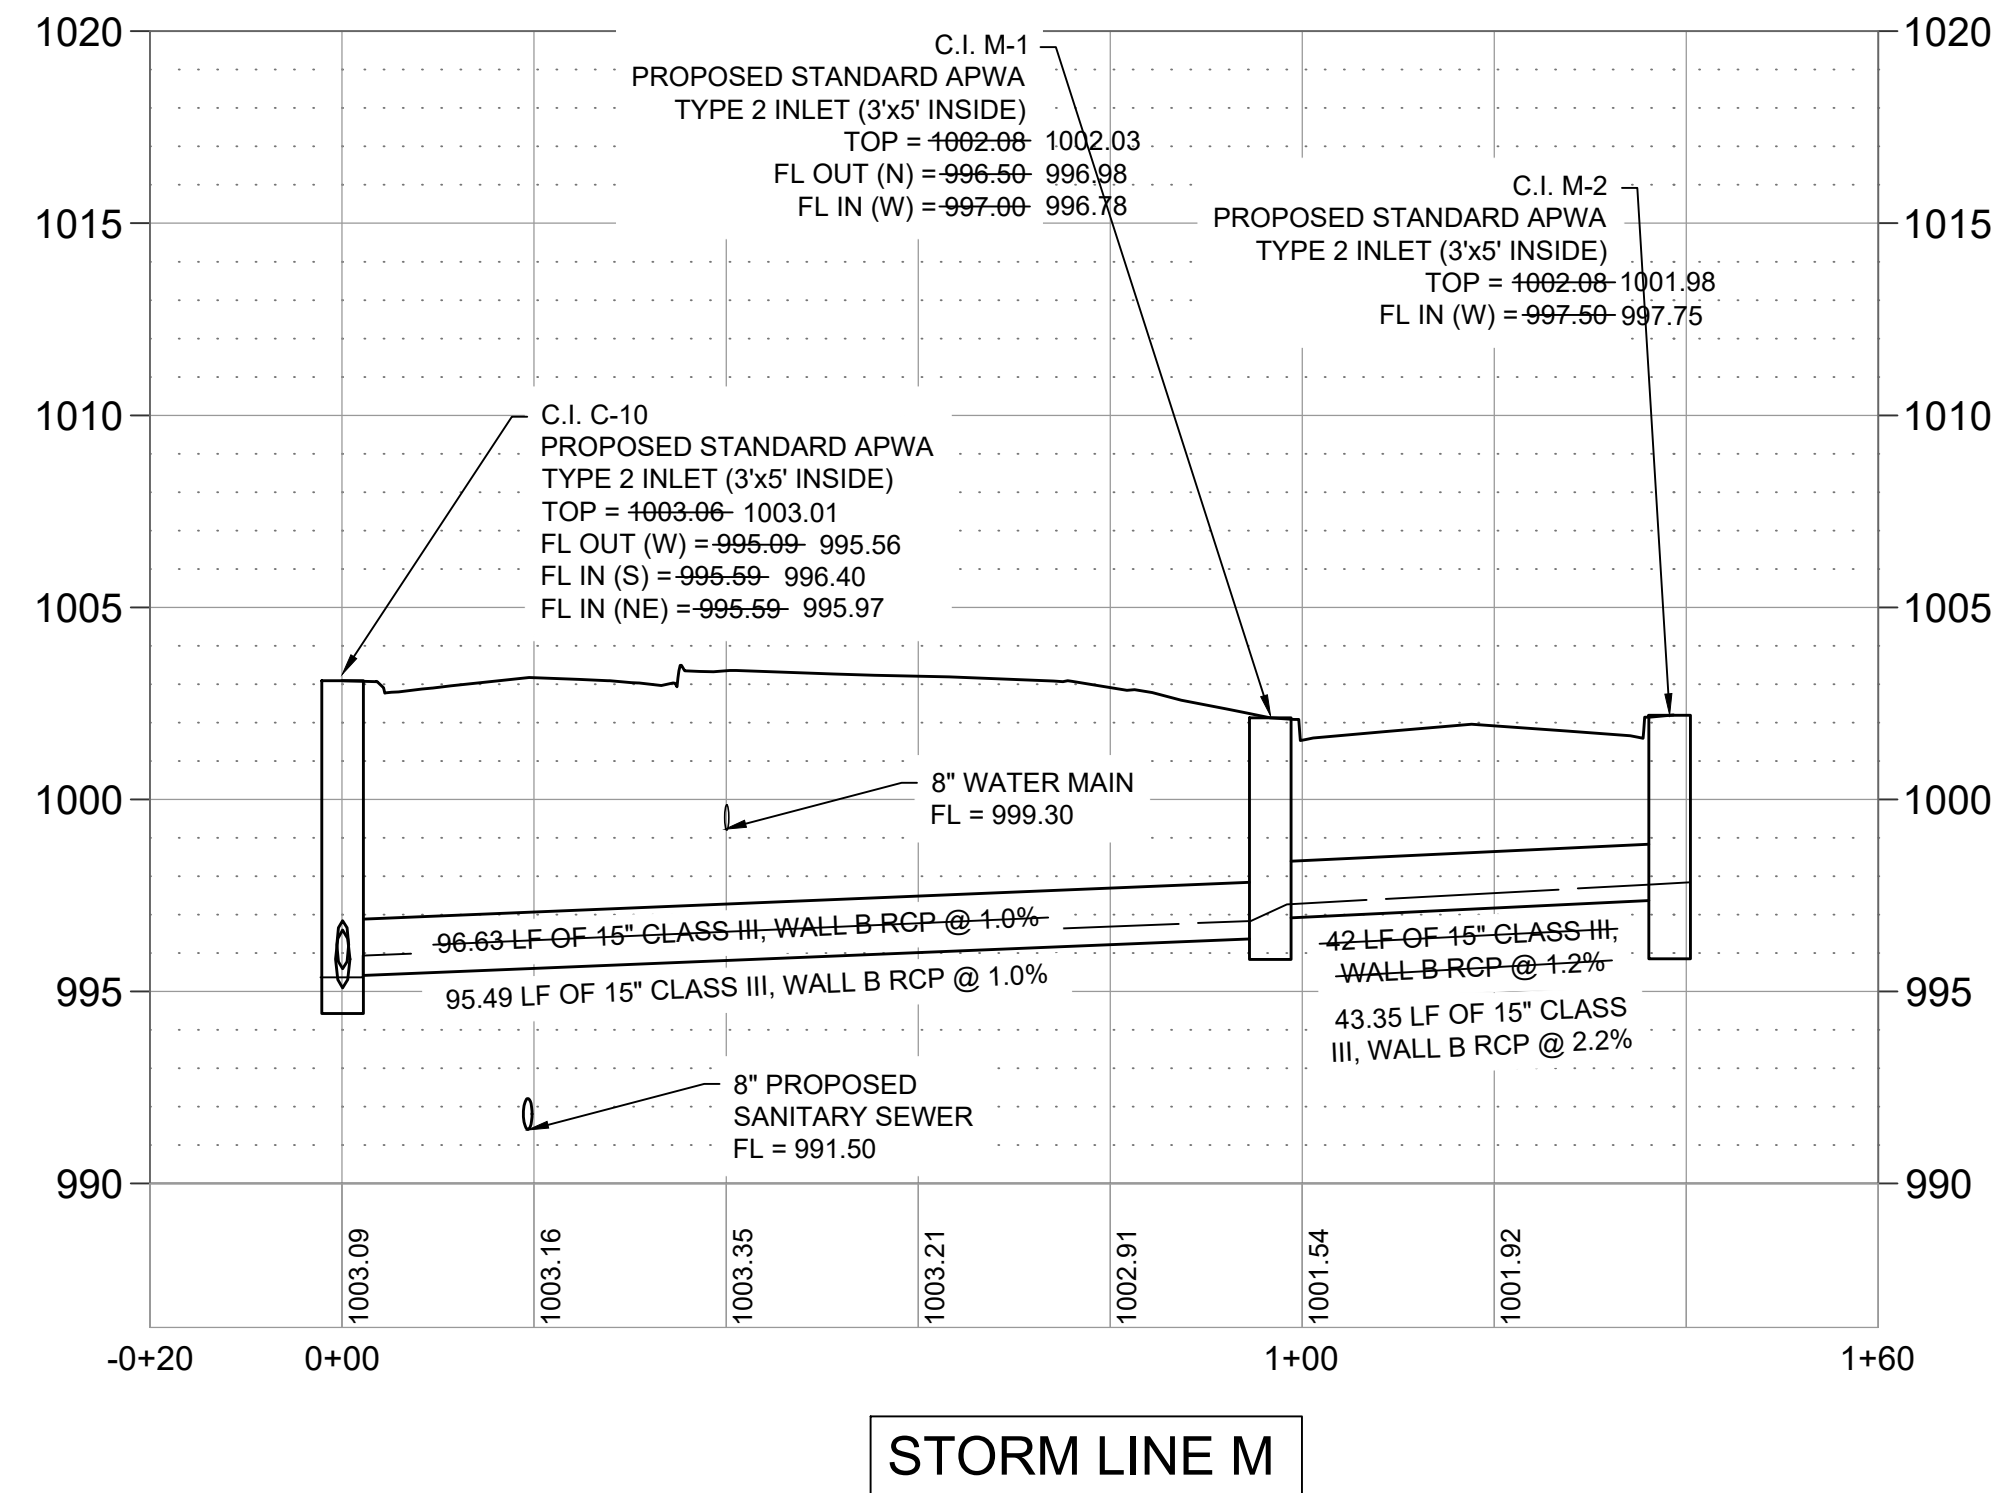 1020
1020
C.I. M-1
PROPOSED STANDARD APWA
TYPE 2 INLET (3'x5' INSIDE)
TOP = 1002.08 1002.03
FL OUT (N) = 996.50 996.98
FL IN (W) = 997.00 996.78
C.I. M-2
PROPOSED STANDARD APWA
TYPE 2 INLET (3'x5' INSIDE)
TOP = 1002.08 1001.98
FL IN (W) = 997.50 997.75
1015
1015
1010
1010
C.I. C-10
PROPOSED STANDARD APWA
TYPE 2 INLET (3'x5' INSIDE)
TOP = 1003.06 1003.01
FL OUT (W) = 995.09 995.56
FL IN (S) = 995.59 996.40
FL IN (NE) = 995.59 995.97
1005
1005
8" WATER MAIN
FL = 999.30
1000
1000
96.63 LF OF 15" CLASS III, WALL B RCP @ 1.0%
95.49 LF OF 15" CLASS III, WALL B RCP @ 1.0%
42 LF OF 15" CLASS III,
WALL B RCP @ 1.2%
43.35 LF OF 15" CLASS
III, WALL B RCP @ 2.2%
995
995
8" PROPOSED
SANITARY SEWER
FL = 991.50
990
990
1003.09
1003.16
1003.35
1003.21
1002.91
1001.54
1001.92
-0+20
0+00
1+00
1+60
STORM LINE M